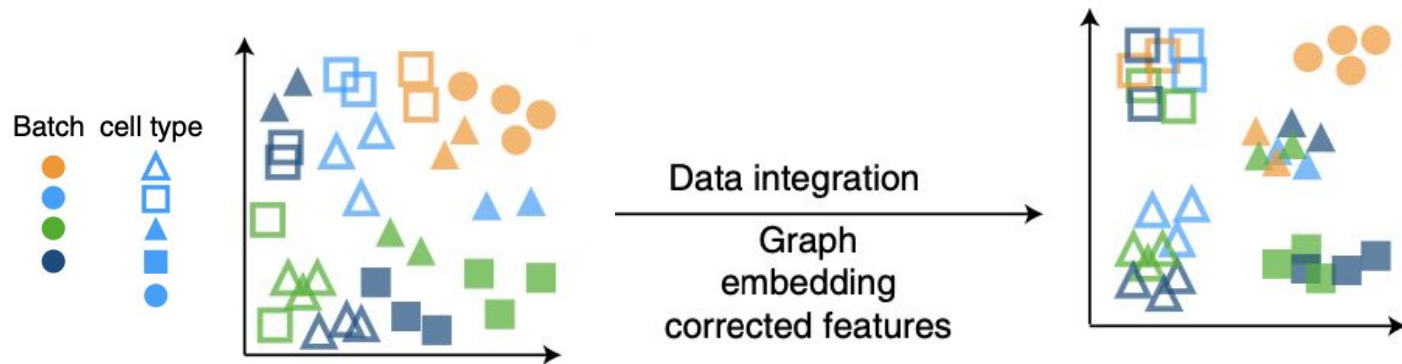 Batch cell type
Data integration
Graph
embedding
corrected features